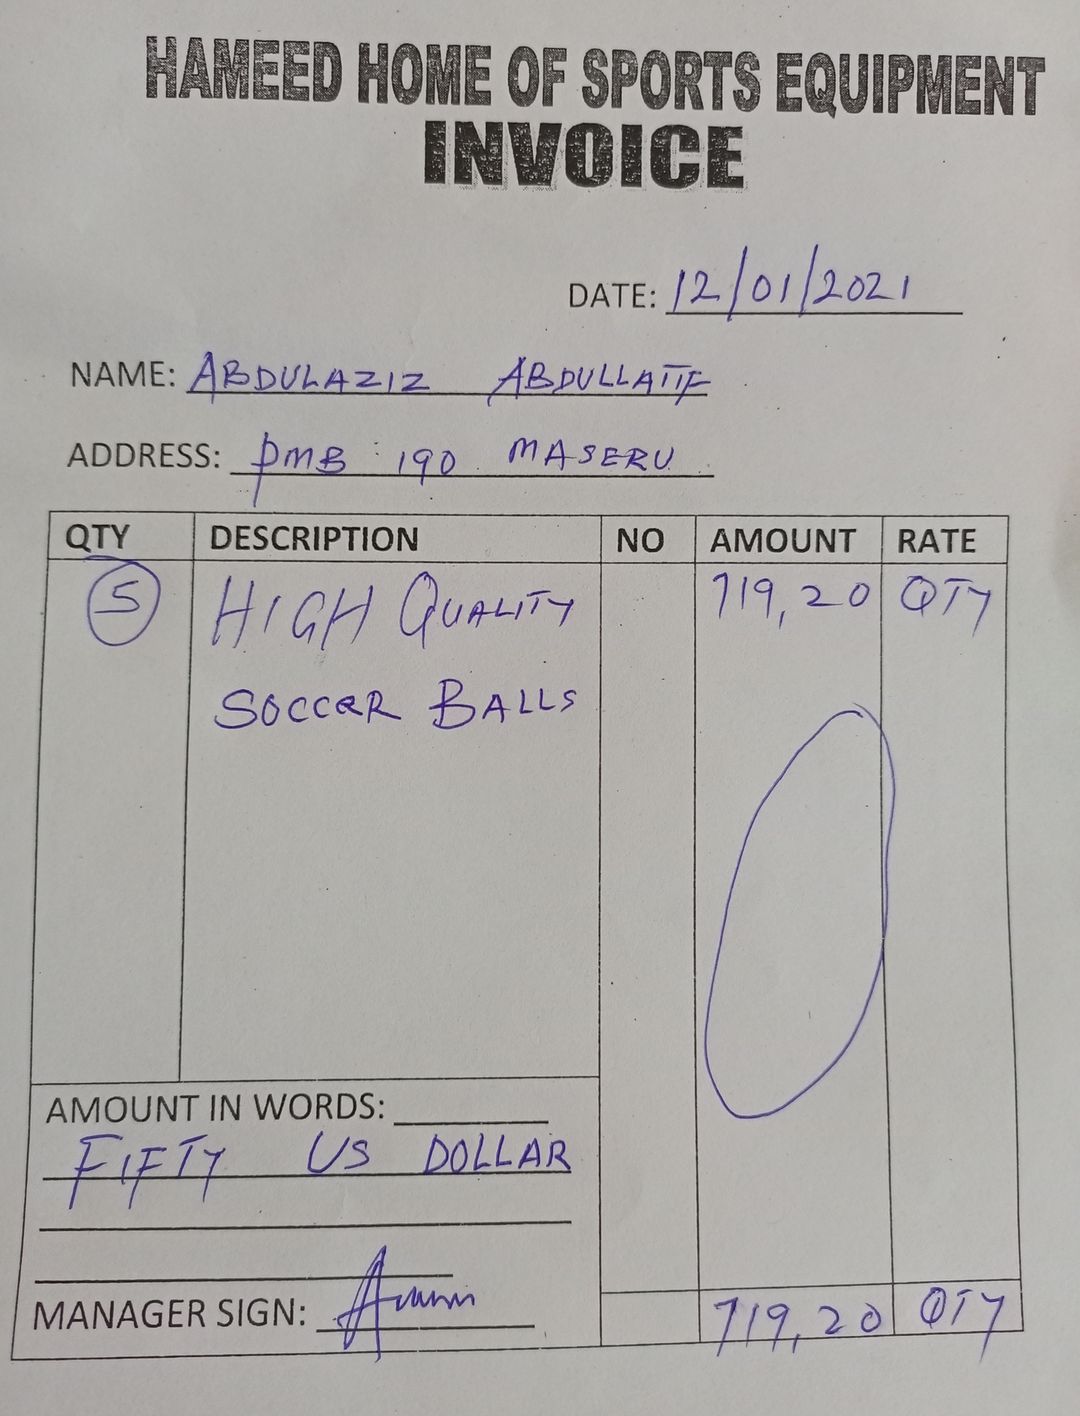 HAMEED HOME OF SPORTS EQUIPMENT
INVOICE
DATE: 12/01/2021
NAME: ABDULAZIZ ABDULLATIF
ADDRESS: PMB 190 MASERU
QTY DESCRIPTION NO AMOUNT RATE
5 HIGH QUALITY 719,20 QTY
SOCCER BALLS
AMOUNT IN WORDS:
FIFTY US DOLLAR
MANAGER SIGN:
719,20 QTY